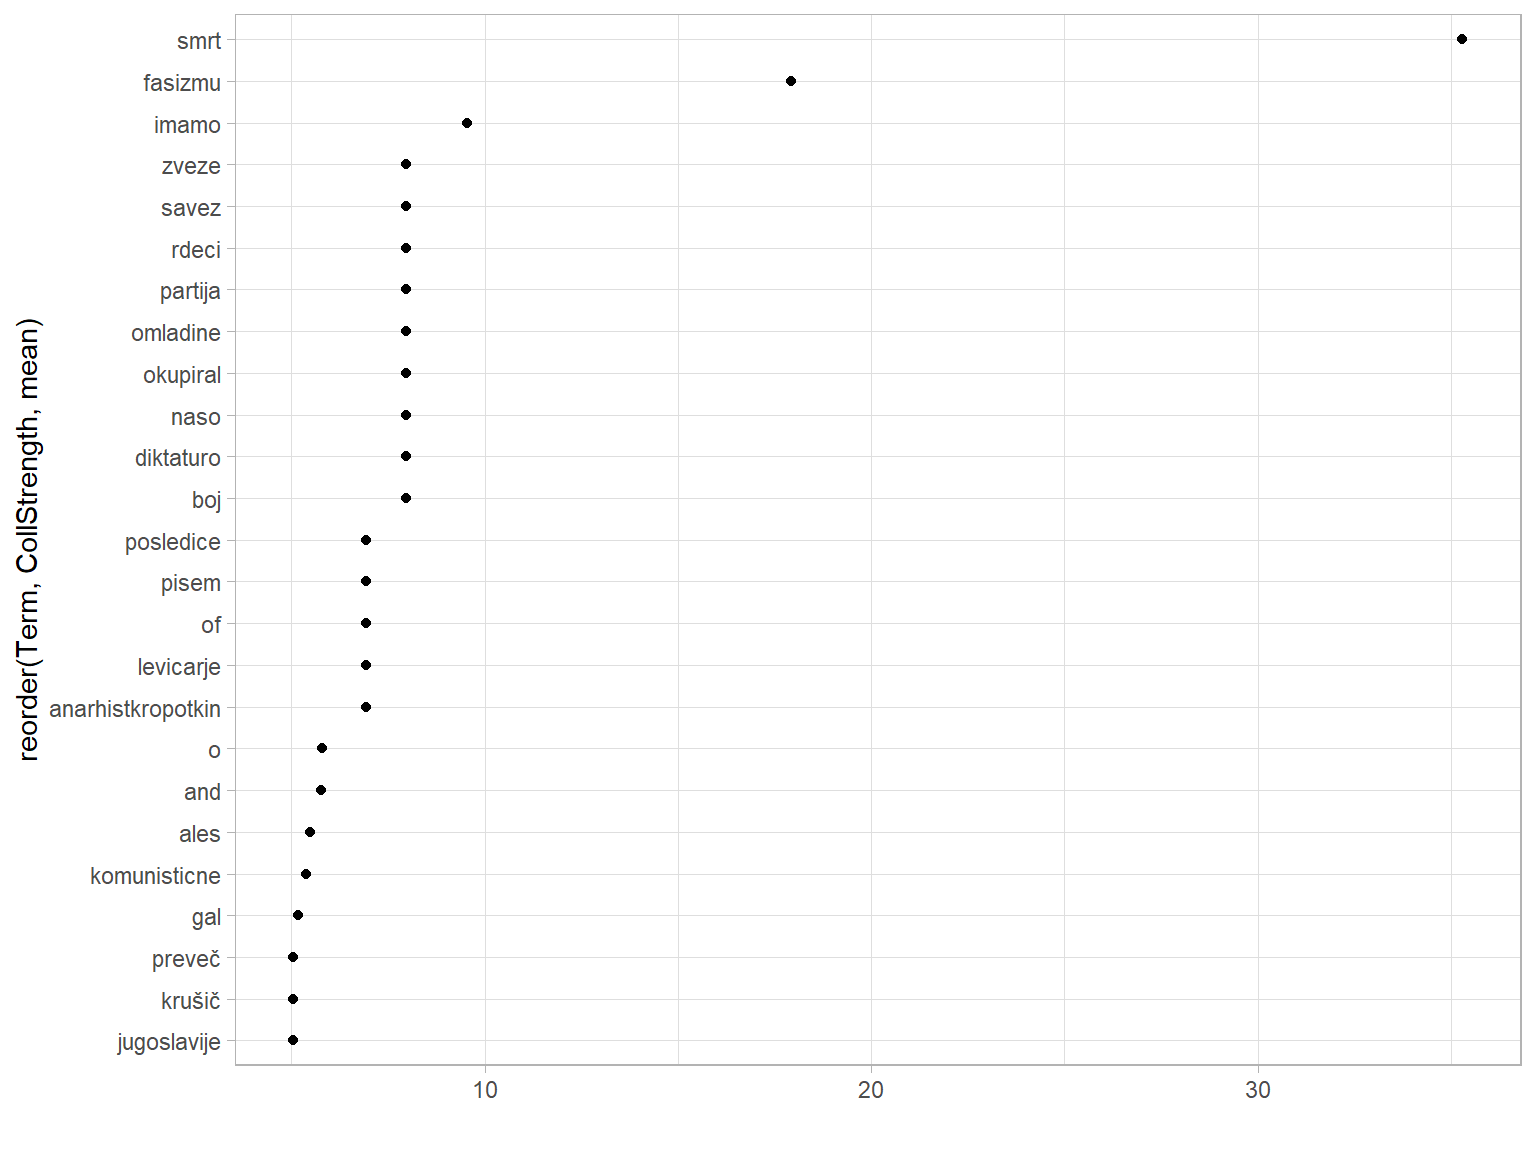 reorder(Term, CollStrength, mean)
smrt
fasizmu
imamo
zveze
savez
rdeci
partija
omladine
okupiral
naso
diktaturo
boj
posledice
pisem
of
levicarje
anarhistkropotkin
o
and
ales
komunisticne
gal
preveč
krušič
jugoslavije
10 20 30